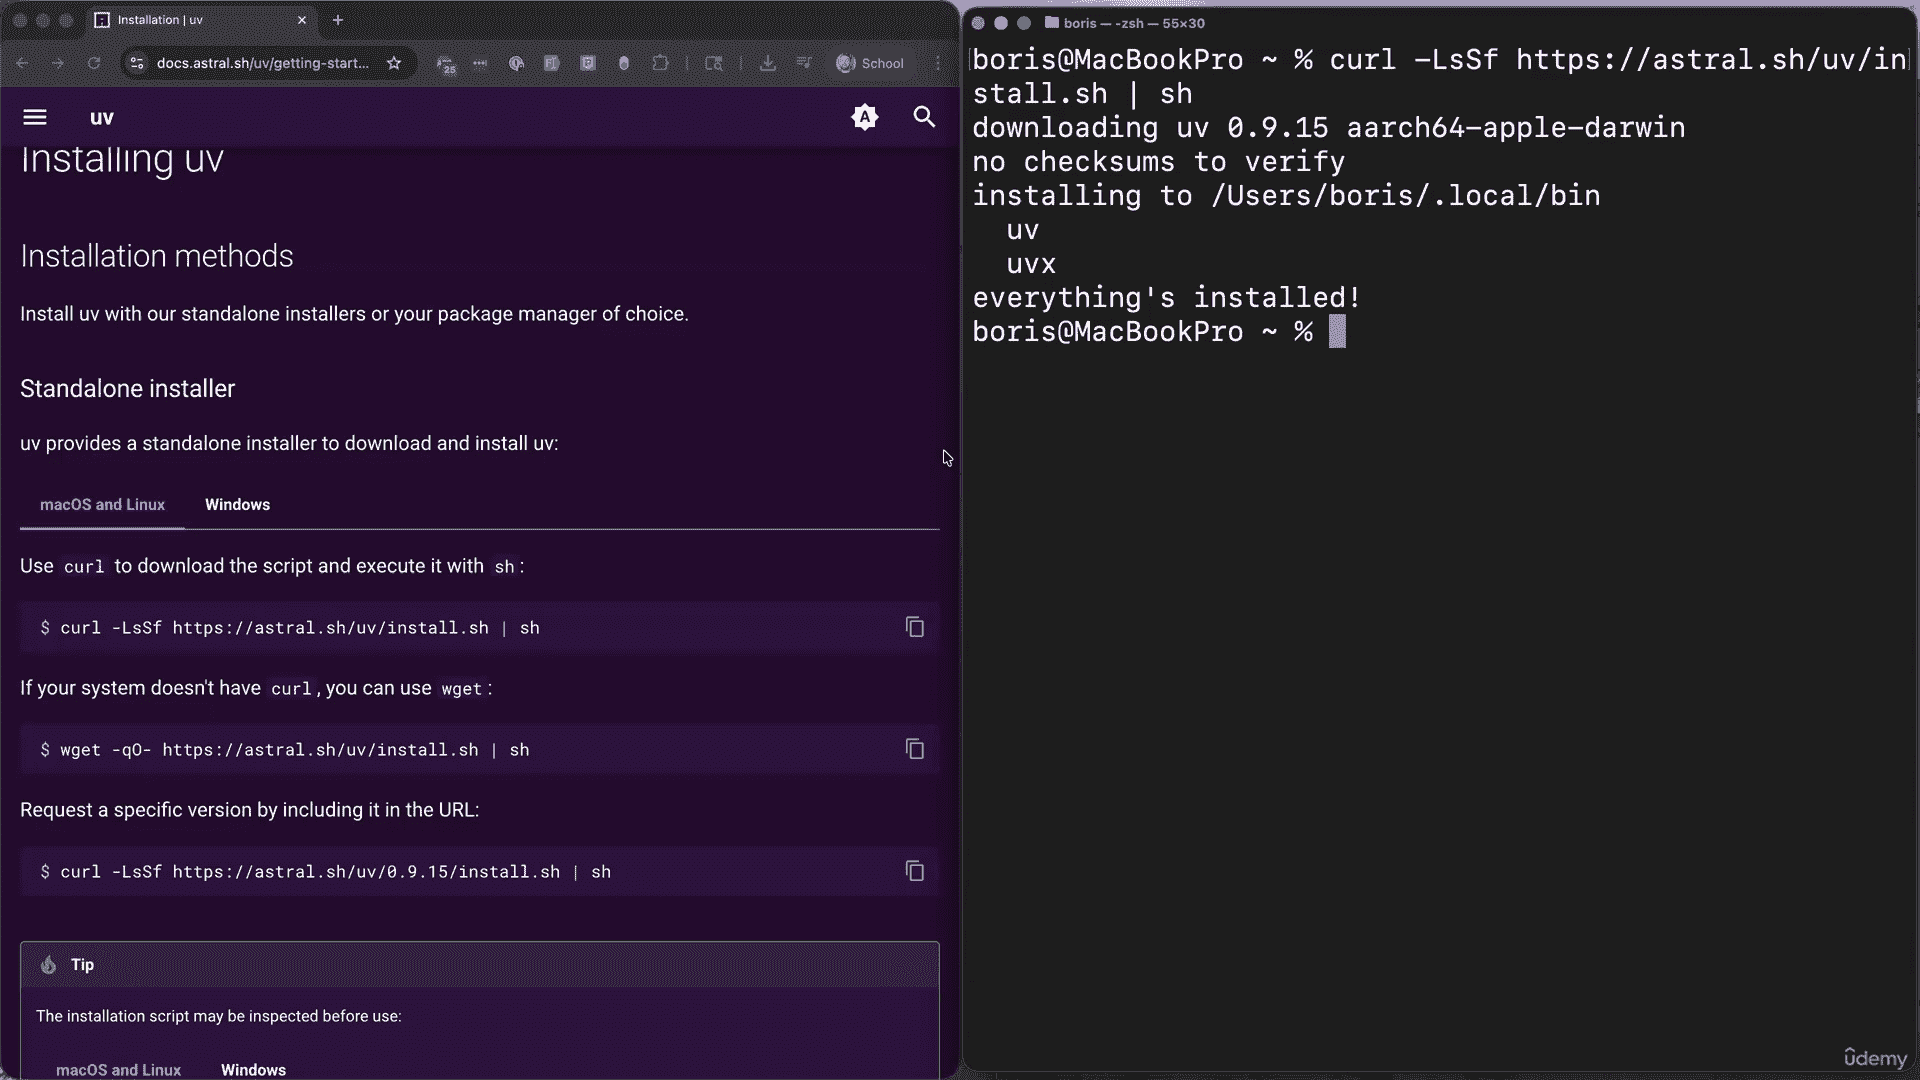 Installation | uv
docs.astral.sh/uv/getting-start...
25
School
uv
Installing uv
Installation methods
Install uv with our standalone installers or your package manager of choice.
Standalone installer
uv provides a standalone installer to download and install uv:
macOS and Linux
Windows
Use curl to download the script and execute it with sh:
$ curl -LsSf https://astral.sh/uv/install.sh | sh
If your system doesn't have curl, you can use wget:
$ wget -qO- https://astral.sh/uv/install.sh | sh
Request a specific version by including it in the URL:
$ curl -LsSf https://astral.sh/uv/0.9.15/install.sh | sh
Tip
The installation script may be inspected before use:
macOS and Linux
Windows
boris — -zsh — 55×30
boris@MacBookPro ~ % curl -LsSf https://astral.sh/uv/in
stall.sh | sh
downloading uv 0.9.15 aarch64-apple-darwin
no checksums to verify
installing to /Users/boris/.local/bin
uv
uvx
everything's installed!
boris@MacBookPro ~ %
ûdemy